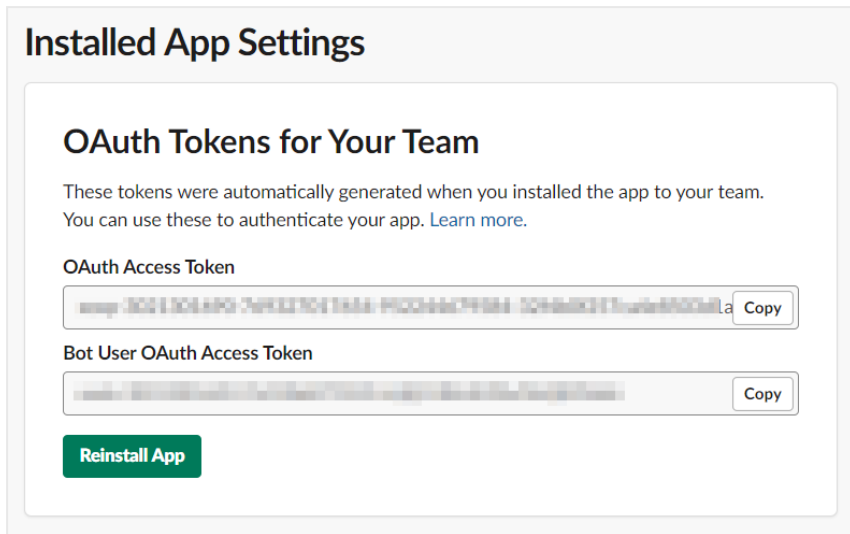 Installed App Settings
OAuth Tokens for Your Team
These tokens were automatically generated when you installed the app to your team.
You can use these to authenticate your app. Learn more.
OAuth Access Token
Copy
Bot User OAuth Access Token
Copy
Reinstall App